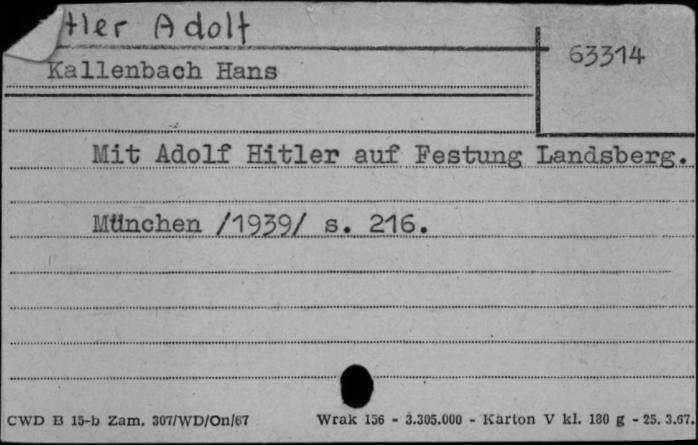 tler Adolf
63314
Kallenbach Hans
Mit Adolf Hitler auf Festung Landsberg.
München /1939/ s. 216.
CWD B 15-b Zam. 307/WD/On/67 Wrak 156 - 3.305.000 - Karton V kl. 180 g - 25. 3.67.